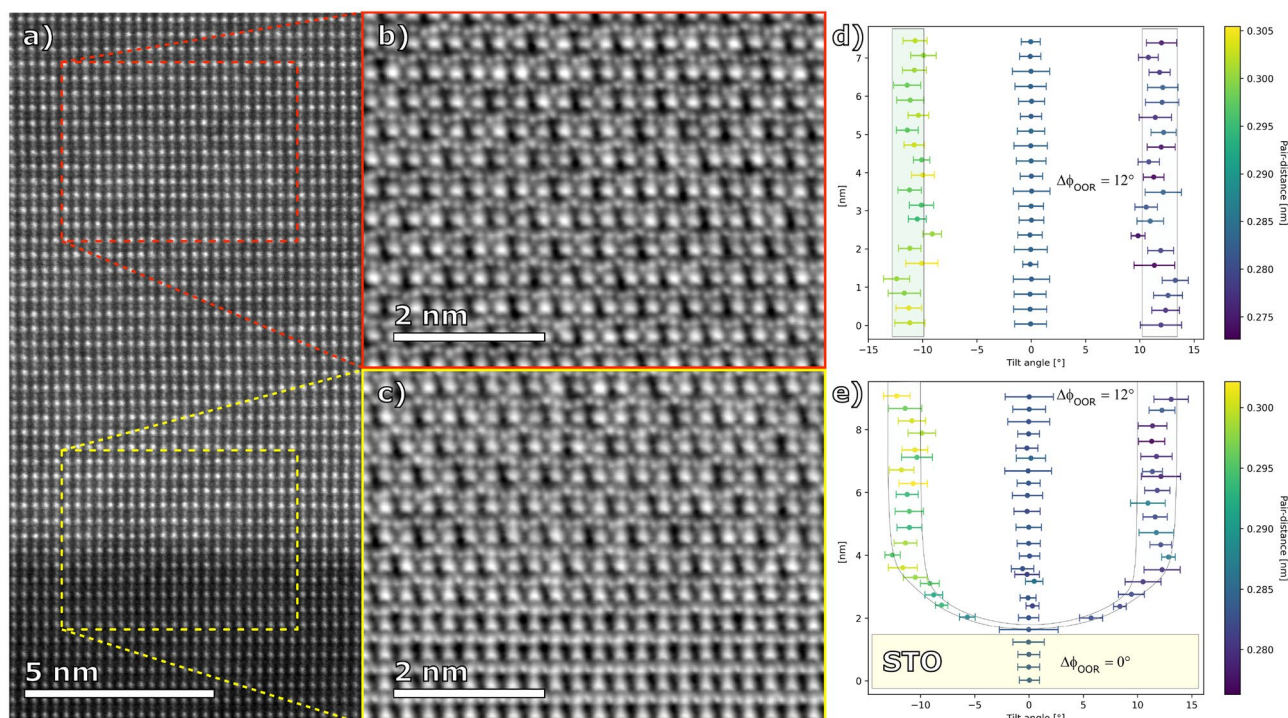 a)
5 nm
b)
2 nm
c)
2 nm
d)
7
6
5
4
3
2
1
0
[nm]
−15
−10
−5
0
5
10
15
Tilt angle [°]
ΔϕOOR = 12°
0.305
0.300
0.295
0.290
0.285
0.280
0.275
Pair-distance [nm]
e)
8
6
4
2
0
[nm]
−10
−5
0
5
10
15
Tilt angle [°]
ΔϕOOR = 12°
STO
ΔϕOOR = 0°
0.300
0.295
0.290
0.285
0.280
Pair-distance [nm]